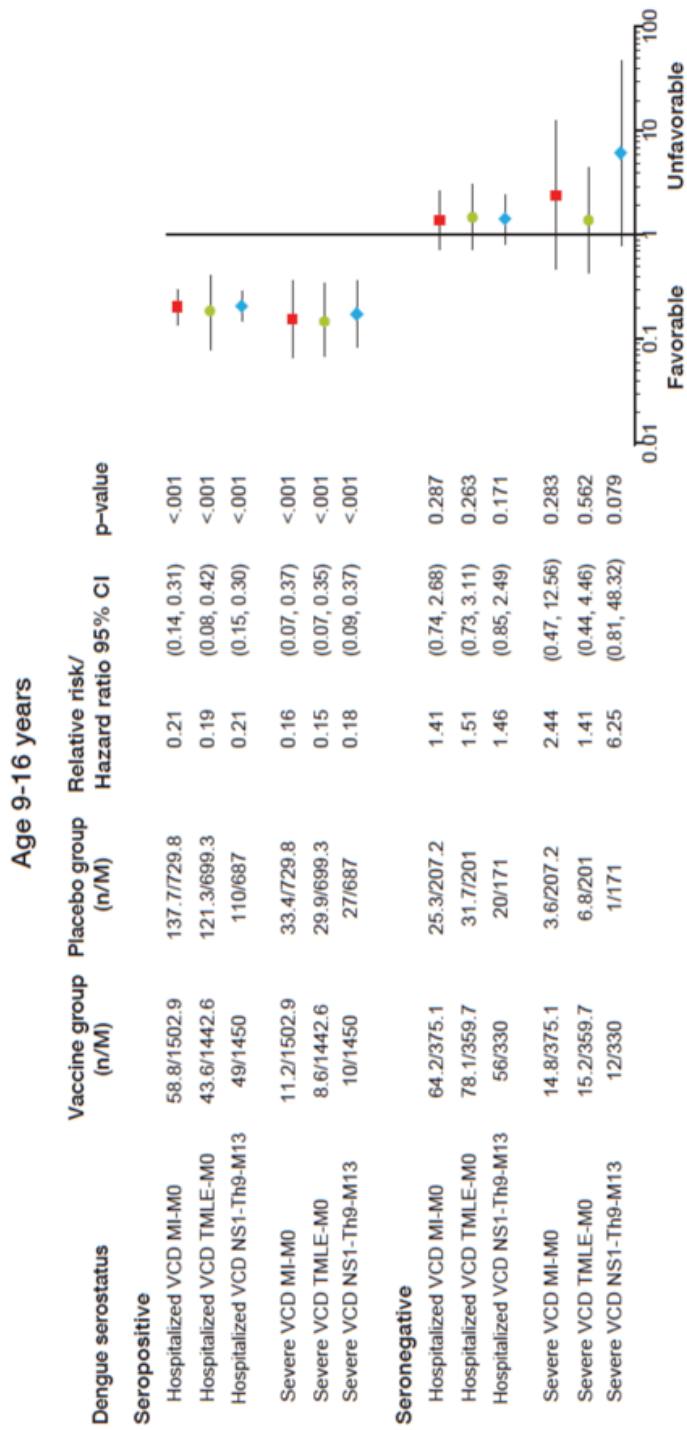 Age 9-16 years
Dengue serostatus Vaccine group (n/M) Placebo group (n/M) Relative risk/ Hazard ratio 95% CI p–value
Seropositive
Hospitalized VCD MI-M0 58.8/1502.9 137.7/729.8 0.21 (0.14, 0.31) <.001
Hospitalized VCD TMLE-M0 43.6/1442.6 121.3/699.3 0.19 (0.08, 0.42) <.001
Hospitalized VCD NS1-Th9-M13 49/1450 110/687 0.21 (0.15, 0.30) <.001
Severe VCD MI-M0 11.2/1502.9 33.4/729.8 0.16 (0.07, 0.37) <.001
Severe VCD TMLE-M0 8.6/1442.6 29.9/699.3 0.15 (0.07, 0.35) <.001
Severe VCD NS1-Th9-M13 10/1450 27/687 0.18 (0.09, 0.37) <.001
Seronegative
Hospitalized VCD MI-M0 64.2/375.1 25.3/207.2 1.41 (0.74, 2.68) 0.287
Hospitalized VCD TMLE-M0 78.1/359.7 31.7/201 1.51 (0.73, 3.11) 0.263
Hospitalized VCD NS1-Th9-M13 56/330 20/171 1.46 (0.85, 2.49) 0.171
Severe VCD MI-M0 14.8/375.1 3.6/207.2 2.44 (0.47, 12.56) 0.283
Severe VCD TMLE-M0 15.2/359.7 6.8/201 1.41 (0.44, 4.46) 0.562
Severe VCD NS1-Th9-M13 12/330 1/171 6.25 (0.81, 48.32) 0.079
0.01 0.1 1 10 100
Favorable Unfavorable